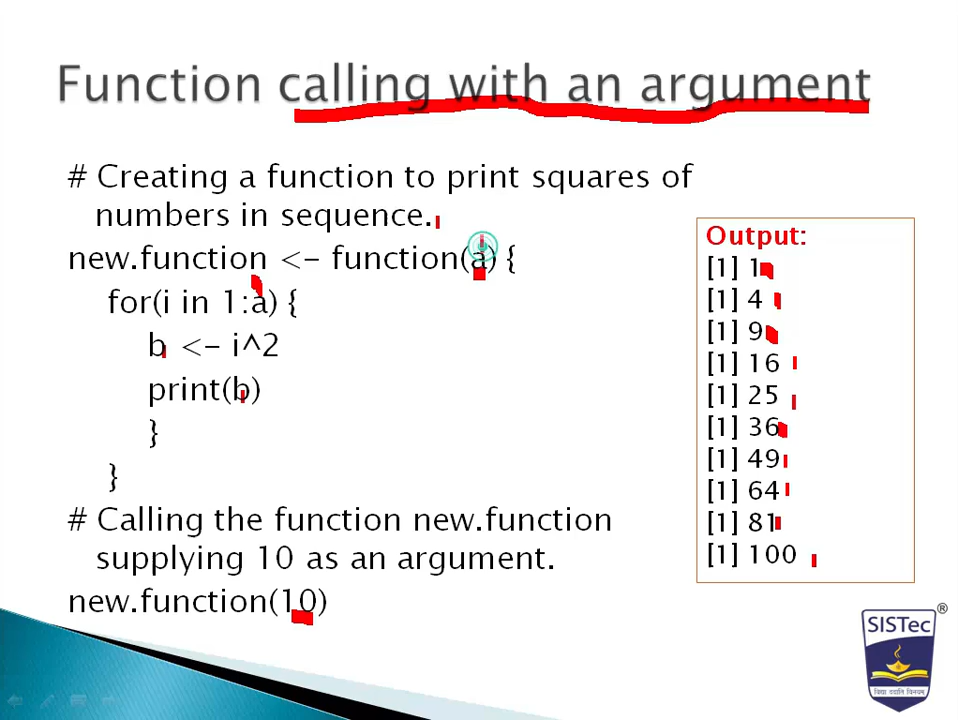 Function calling with an argument
# Creating a function to print squares of
numbers in sequence.
new.function <- function(a) {
for(i in 1:a) {
b <- i^2
print(b)
}
}
# Calling the function new.function
supplying 10 as an argument.
new.function(10)
Output:
[1] 1
[1] 4
[1] 9
[1] 16
[1] 25
[1] 36
[1] 49
[1] 64
[1] 81
[1] 100
SISTec
®
विद्या ददाति विनयम्